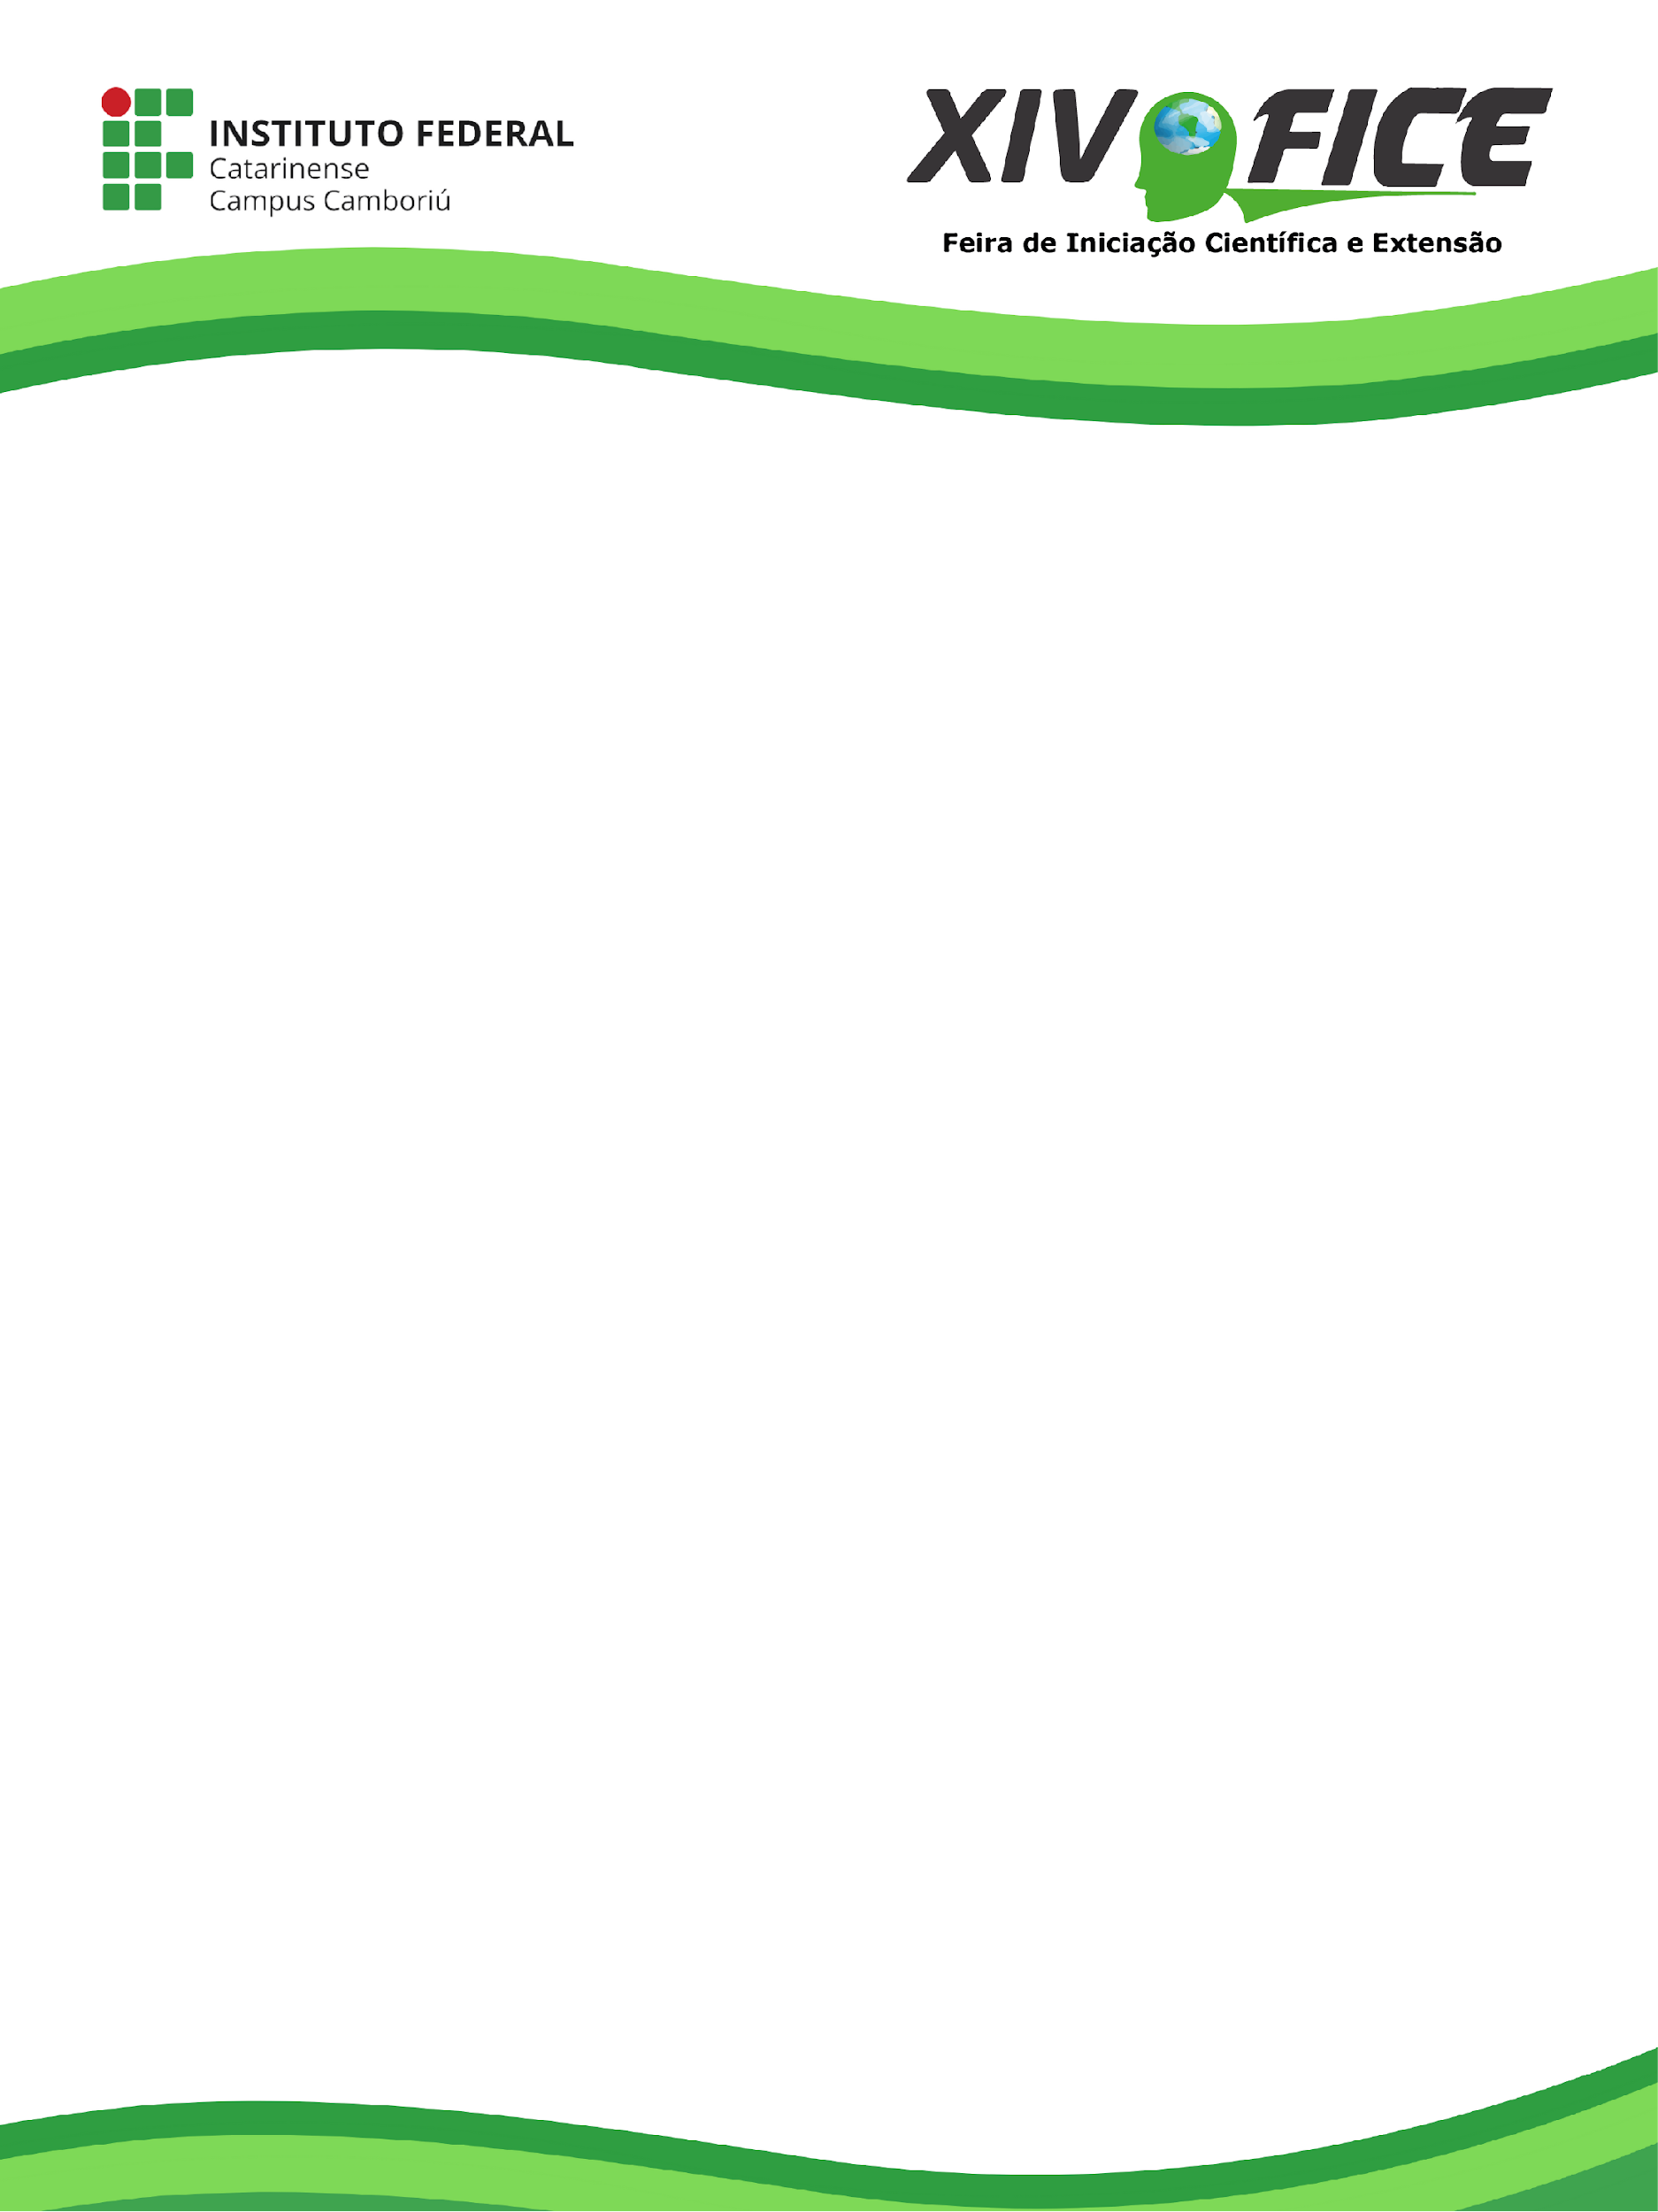 INSTITUTO FEDERAL
Catarinense
Campus Camboriú
XIV FICE
Feira de Iniciação Científica e Extensão